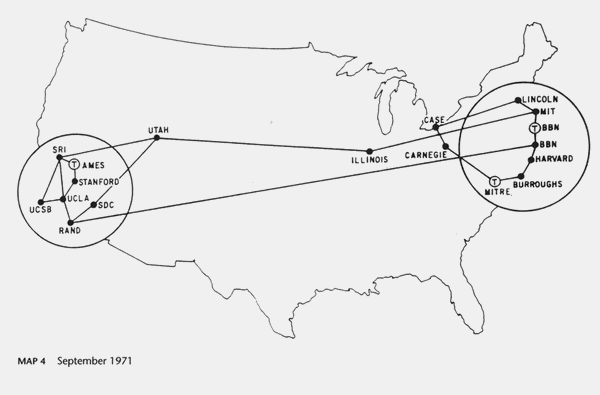 LINCOLN
MIT
T BBN
CASE
UTAH
BBN
SRI
ILLINOIS
CARNEGIE
HARVARD
T AMES
STANFORD
T
BURROUGHS
MITRE
UCLA
SDC
UCSB
RAND
MAP 4 September 1971